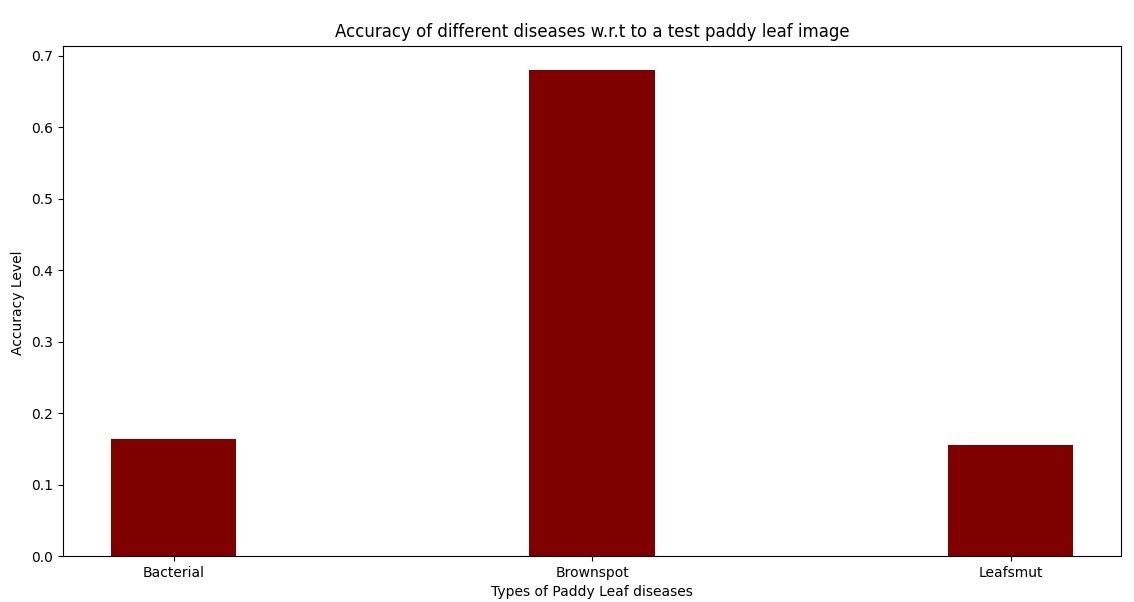 Accuracy of different diseases w.r.t to a test paddy leaf image
0.7
0.6
0.5
0.4
0.3
0.2
0.1
0.0
Accuracy Level
Bacterial
Brownspot
Leafsmut
Types of Paddy Leaf diseases